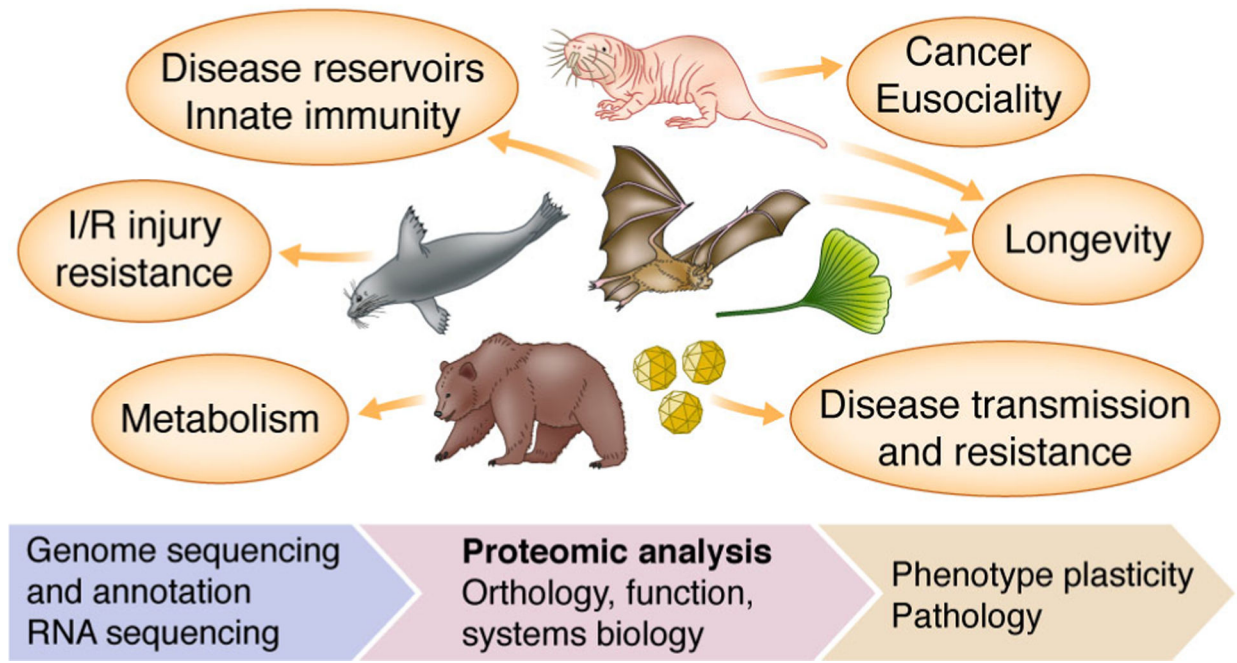 Disease reservoirs
Innate immunity
Cancer
Eusociality
I/R injury
resistance
Longevity
Metabolism
Disease transmission
and resistance
Genome sequencing
and annotation
RNA sequencing
Proteomic analysis
Orthology, function,
systems biology
Phenotype plasticity
Pathology